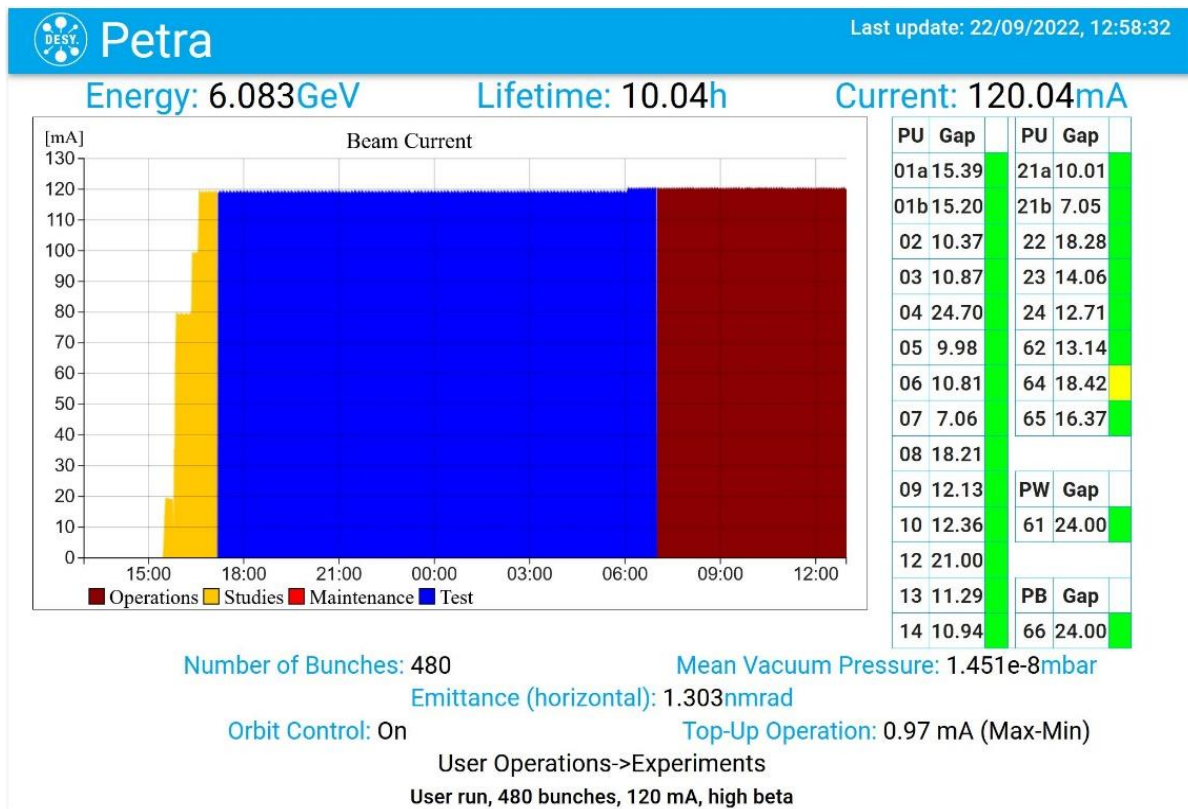 DESY.
Petra
Last update: 22/09/2022, 12:58:32
Energy: 6.083GeV
Lifetime: 10.04h
Current: 120.04mA
[mA]
Beam Current
130
120
110
100
90
80
70
60
50
40
30
20
10
0
15:00 18:00 21:00 00:00 03:00 06:00 09:00 12:00
Operations Studies Maintenance Test
PU Gap
01a 15.39
01b 15.20
02 10.37
03 10.87
04 24.70
05 9.98
06 10.81
07 7.06
08 18.21
09 12.13
10 12.36
12 21.00
13 11.29
14 10.94
PU Gap
21a 10.01
21b 7.05
22 18.28
23 14.06
24 12.71
62 13.14
64 18.42
65 16.37
PW Gap
61 24.00
PB Gap
66 24.00
Number of Bunches: 480
Mean Vacuum Pressure: 1.451e-8mbar
Emittance (horizontal): 1.303nmrad
Orbit Control: On
Top-Up Operation: 0.97 mA (Max-Min)
User Operations->Experiments
User run, 480 bunches, 120 mA, high beta